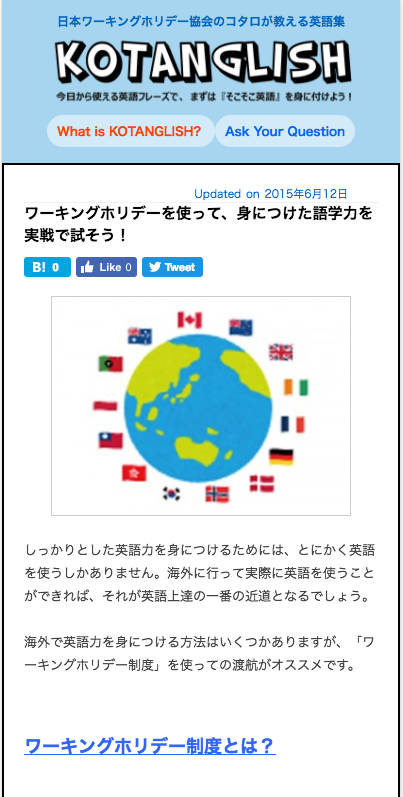 日本ワーキングホリデー協会のコタロが教える英語集
KOTANGLISH
今日から使える英語フレーズで、まずは『そこそこ英語』を身に付けよう！
What is KOTANGLISH?
Ask Your Question
Updated on 2015年6月12日
ワーキングホリデーを使って、身につけた語学力を
実戦で試そう！
B! 0
Like 0
Tweet
しっかりとした英語力を身につけるためには、とにかく英語
を使うしかありません。海外に行って実際に英語を使うこと
ができれば、それが英語上達の一番の近道となるでしょう。
海外で英語力を身につける方法はいくつかありますが、「ワ
ーキングホリデー制度」を使っての渡航がオススメです。
ワーキングホリデー制度とは？